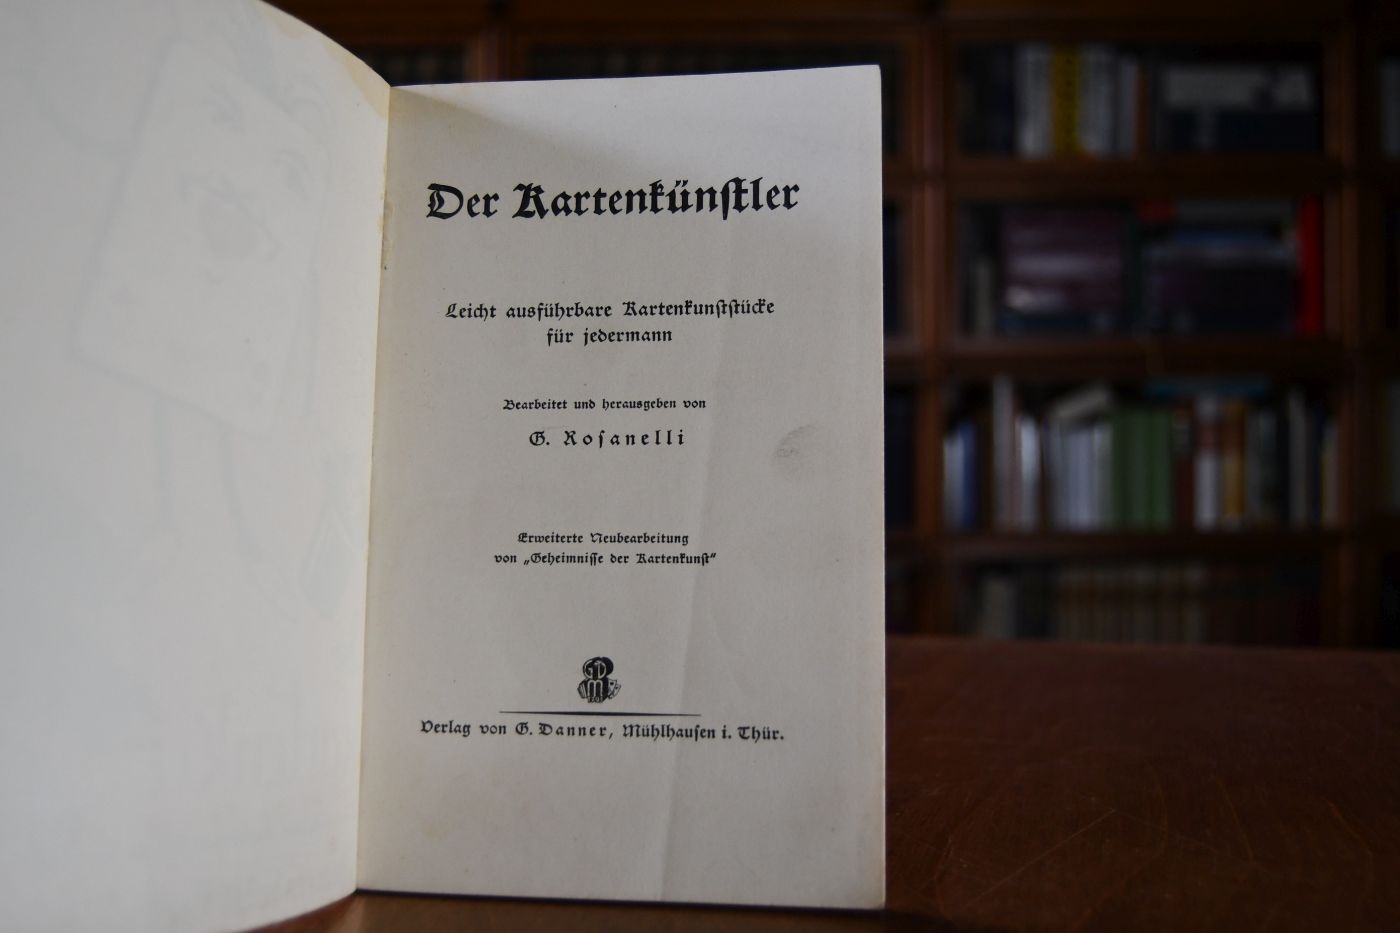 Der Kartenkünstler
Leicht ausführbare Kartenkunststücke
für jedermann
Bearbeitet und herausgeben von
G. Rosanelli
Erweiterte Neubearbeitung
von „Geheimnisse der Kartenkunst“
GD
M
Verlag von G. Danner, Mühlhausen i. Thür.